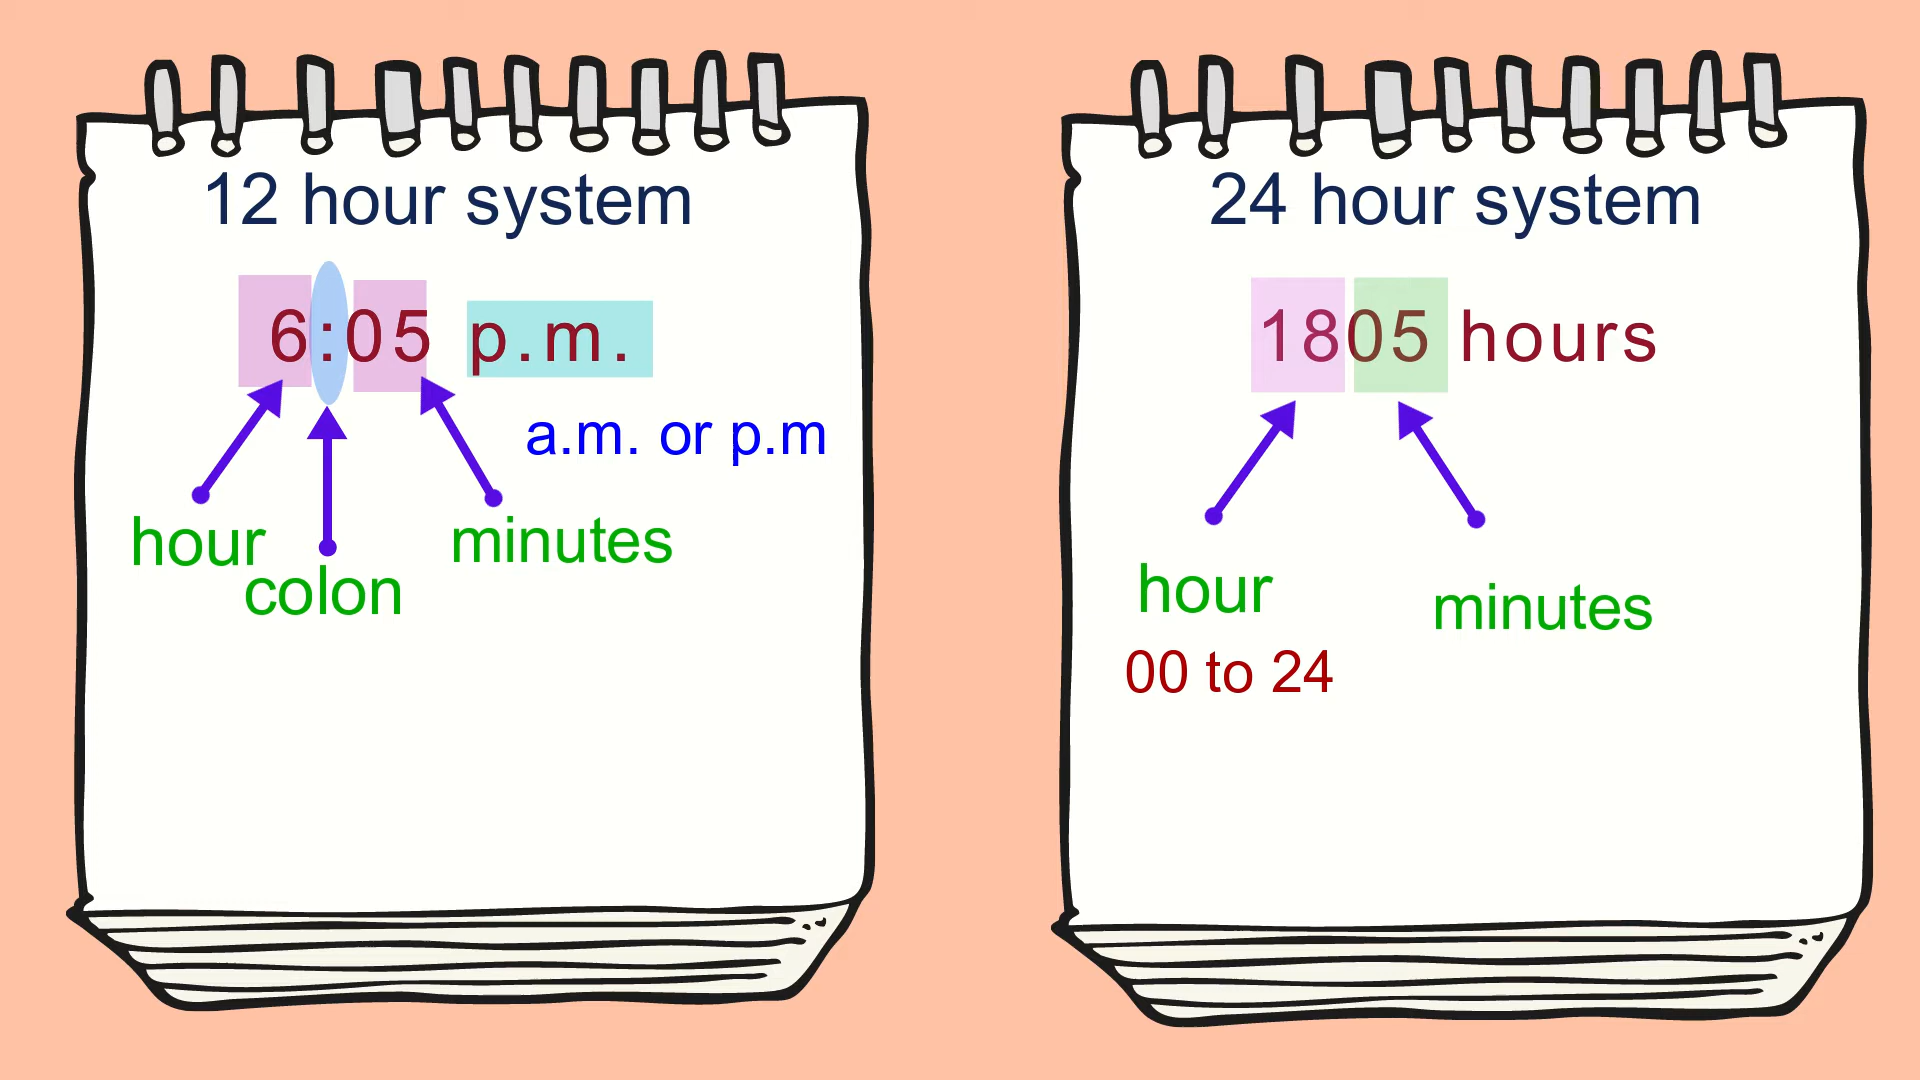 12 hour system
6:05 p.m.
a.m. or p.m
hour
colon
minutes
24 hour system
1805 hours
hour
minutes
00 to 24